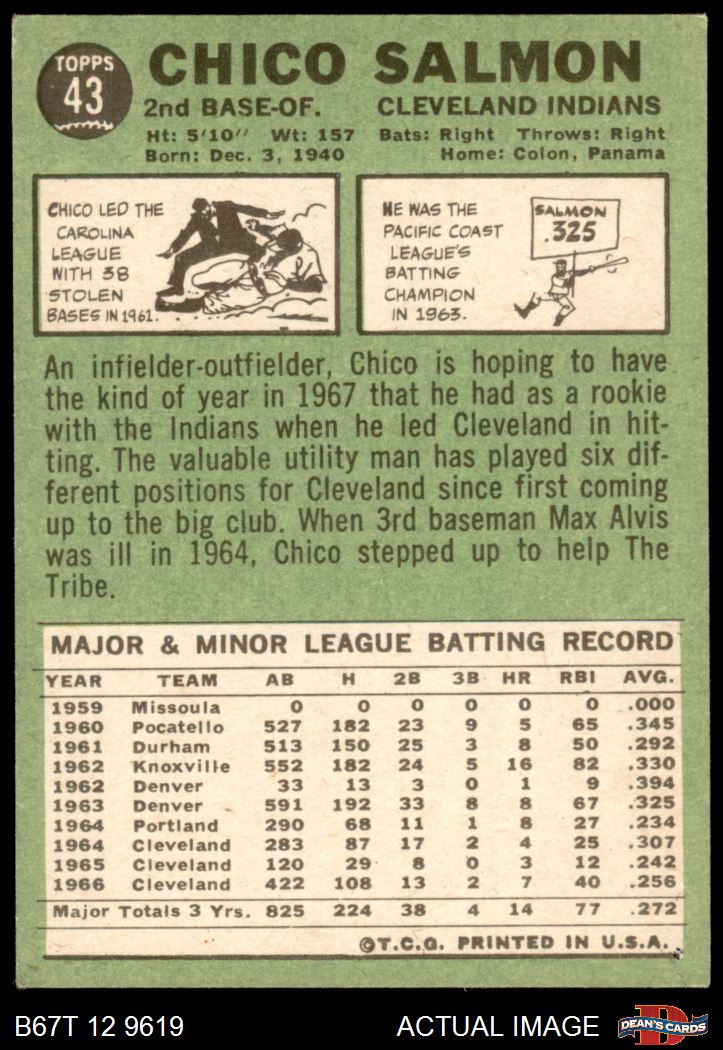 TOPPS
43
CHICO SALMON
2nd BASE-OF. CLEVELAND INDIANS
Ht: 5'10" Wt: 157 Bats: Right Throws: Right
Born: Dec. 3, 1940 Home: Colon, Panama
CHICO LED THE
CAROLINA
LEAGUE
WITH 38
STOLEN
BASES IN 1961.
HE WAS THE
PACIFIC COAST
LEAGUE'S
BATTING
CHAMPION
IN 1963.
SALMON
.325
An infielder-outfielder, Chico is hoping to have
the kind of year in 1967 that he had as a rookie
with the Indians when he led Cleveland in hit-
ting. The valuable utility man has played six dif-
ferent positions for Cleveland since first coming
up to the big club. When 3rd baseman Max Alvis
was ill in 1964, Chico stepped up to help The
Tribe.
MAJOR & MINOR LEAGUE BATTING RECORD
YEAR TEAM AB H 2B 3B HR RBI AVG.
1959 Missoula 0 0 0 0 0 0 .000
1960 Pocatello 527 182 23 9 5 65 .345
1961 Durham 513 150 25 3 8 50 .292
1962 Knoxville 552 182 24 5 16 82 .330
1962 Denver 33 13 3 0 1 9 .394
1963 Denver 591 192 33 8 8 67 .325
1964 Portland 290 68 11 1 8 27 .234
1964 Cleveland 283 87 17 2 4 25 .307
1965 Cleveland 120 29 8 0 3 12 .242
1966 Cleveland 422 108 13 2 7 40 .256
Major Totals 3 Yrs. 825 224 38 4 14 77 .272
©T.C.G. PRINTED IN U.S.A.
B67T 12 9619 ACTUAL IMAGE
D
DEAN'S CARDS